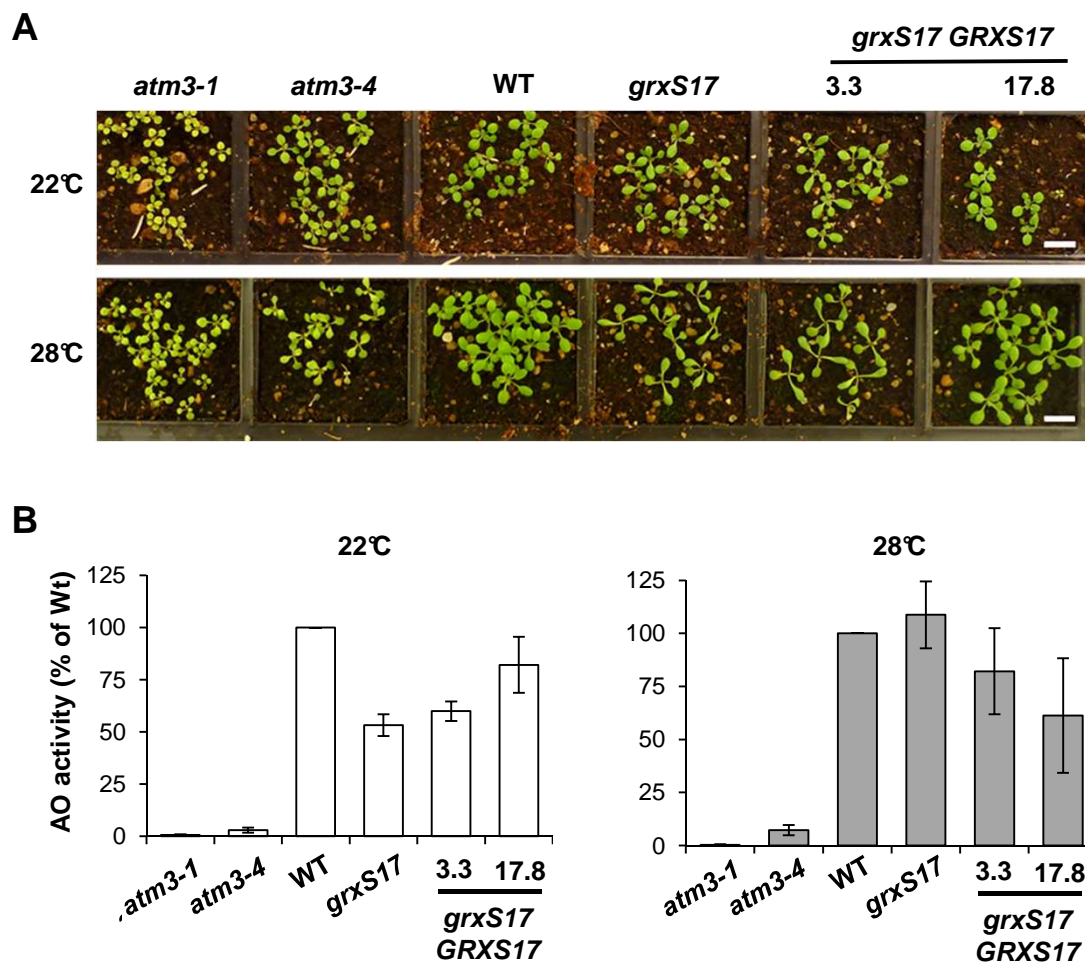 A
grxS17 GRXS17
atm3-1 atm3-4 WT grxS17 3.3 17.8
22°C
28°C
B
22°C 28°C
AO activity (% of Wt)
125
100
75
50
25
0
atm3-1 atm3-4 WT grxS17 3.3 17.8
grxS17
GRXS17
125
100
75
50
25
0
atm3-1 atm3-4 WT grxS17 3.3 17.8
grxS17
GRXS17